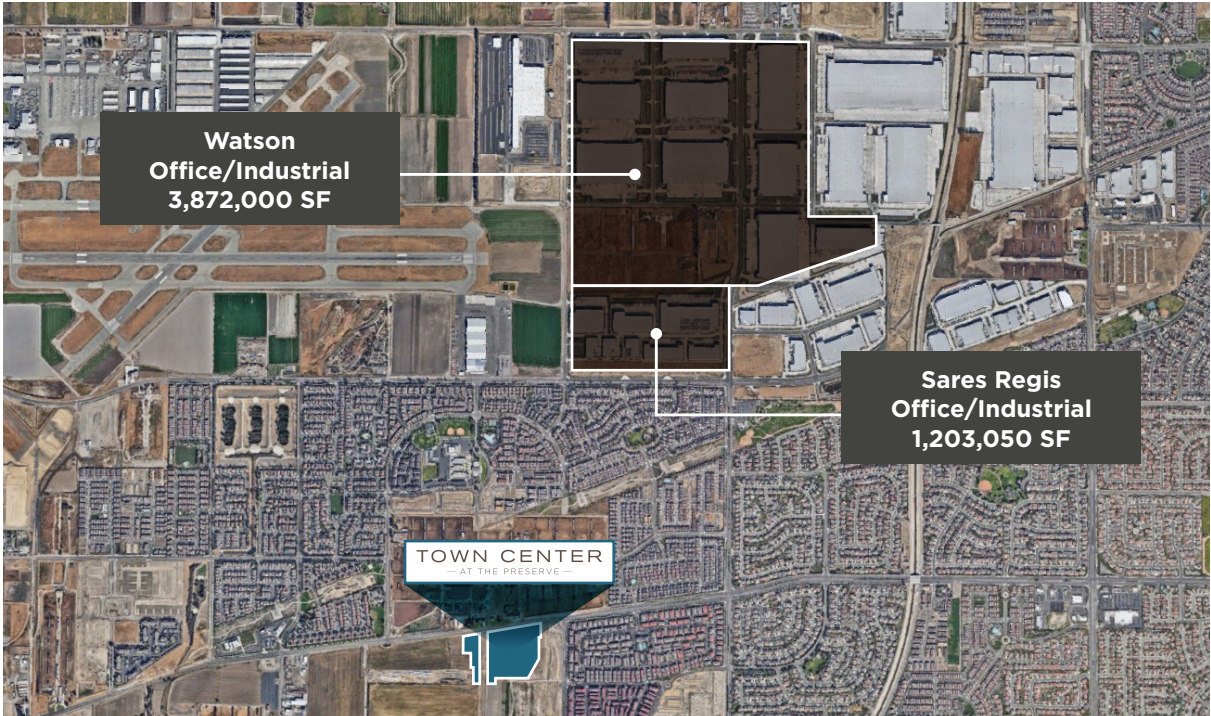 Watson
Office/Industrial
3,872,000 SF
Sares Regis
Office/Industrial
1,203,050 SF
TOWN CENTER
— AT THE PRESERVE —